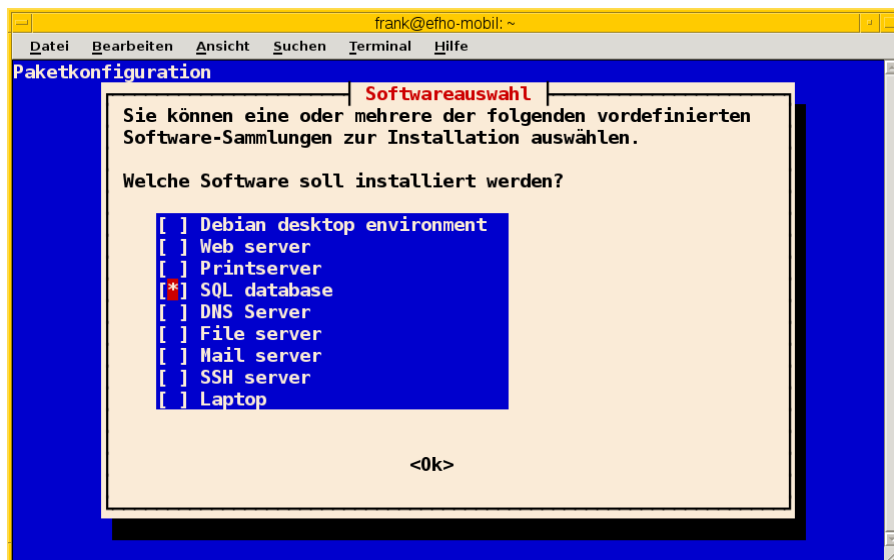 frank@efho-mobil: ~
Datei Bearbeiten Ansicht Suchen Terminal Hilfe
Paketkonfiguration
Softwareauswahl
Sie können eine oder mehrere der folgenden vordefinierten
Software-Sammlungen zur Installation auswählen.
Welche Software soll installiert werden?
[ ] Debian desktop environment
[ ] Web server
[ ] Printserver
[*] SQL database
[ ] DNS Server
[ ] File server
[ ] Mail server
[ ] SSH server
[ ] Laptop
<Ok>